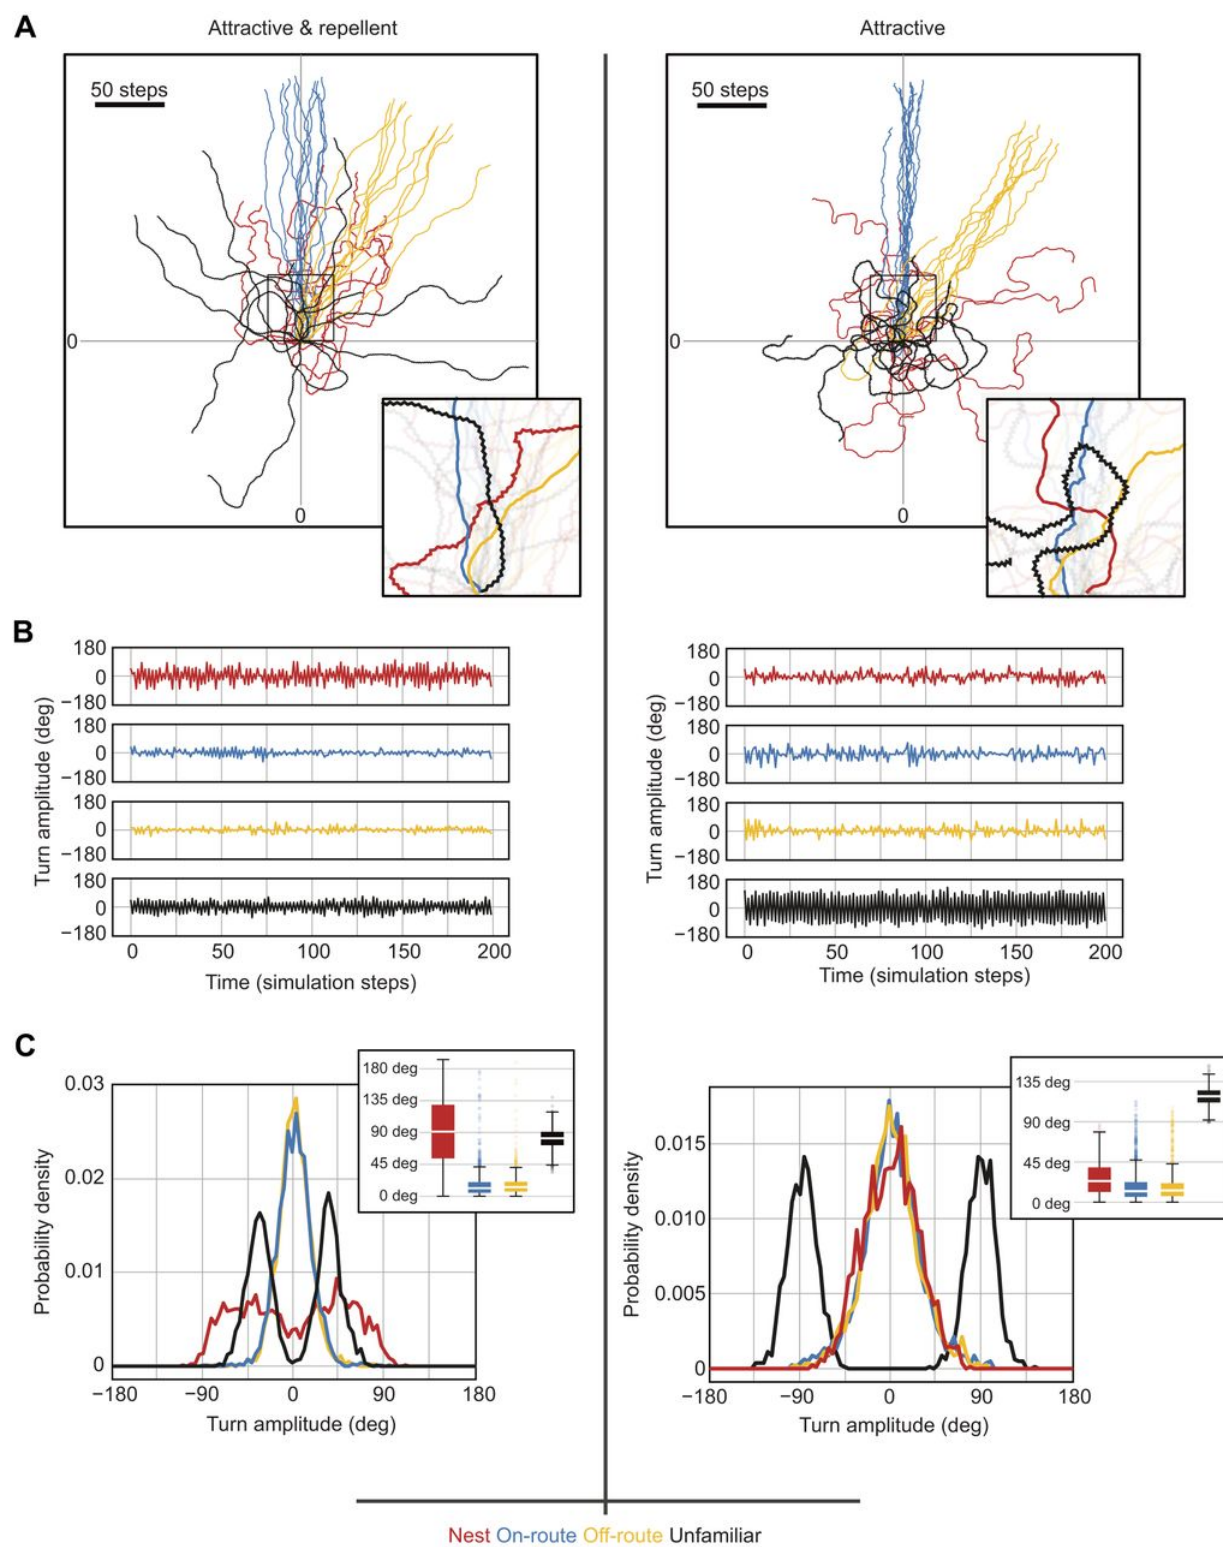 A
Attractive & repellent
Attractive
50 steps
50 steps
0
0
0
0
B
Turn amplitude (deg)
180
0
−180
180
0
−180
180
0
−180
180
0
−180
0 50 100 150 200
Time (simulation steps)
Turn amplitude (deg)
180
0
−180
180
0
−180
180
0
−180
180
0
−180
0 50 100 150 200
Time (simulation steps)
C
Probability density
0.03
0.02
0.01
0
−180 −90 0 90 180
Turn amplitude (deg)
180 deg
135 deg
90 deg
45 deg
0 deg
Probability density
0.015
0.010
0.005
0
−180 −90 0 90 180
Turn amplitude (deg)
135 deg
90 deg
45 deg
0 deg
Nest On-route Off-route Unfamiliar